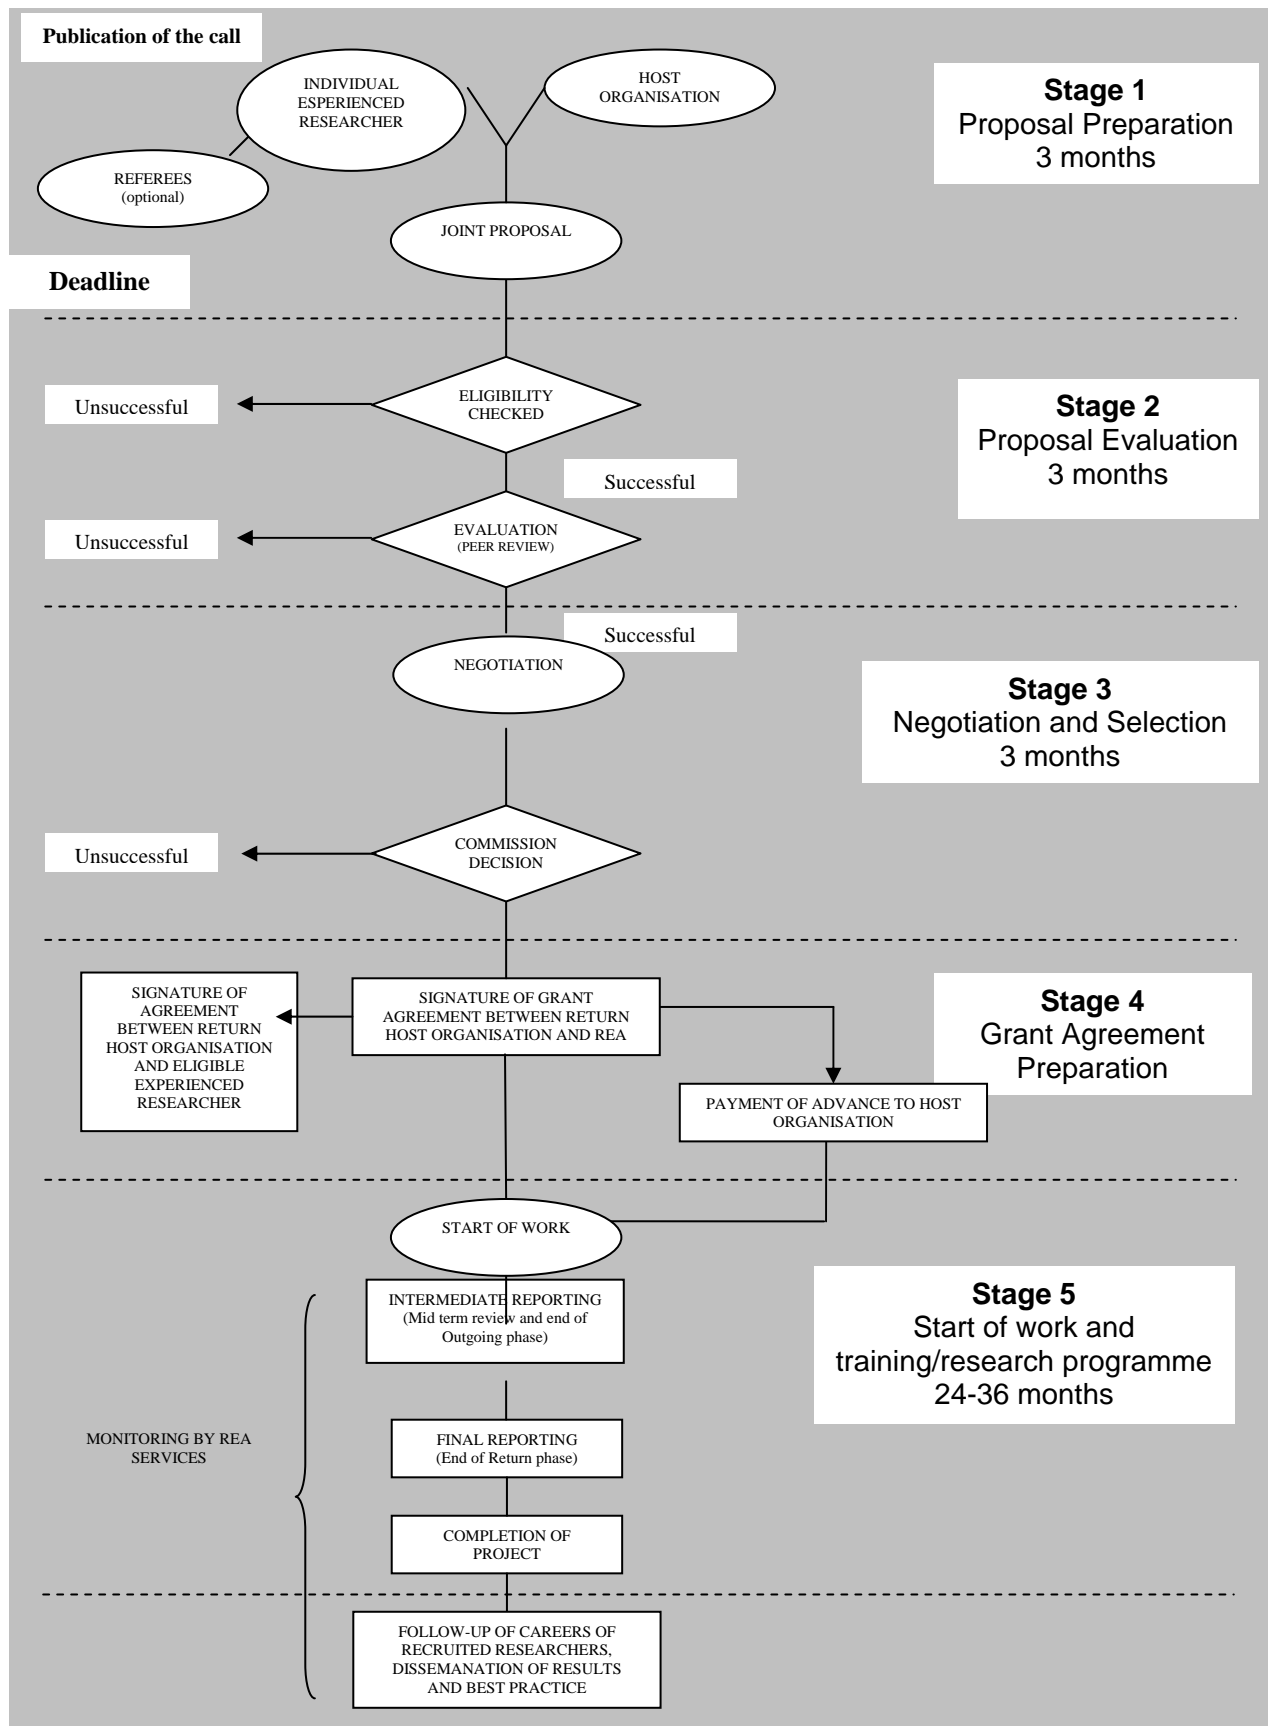 Publication of the call
INDIVIDUAL
ESPERIENCED
RESEARCHER
HOST
ORGANISATION
Stage 1
Proposal Preparation
3 months
REFEREES
(optional)
JOINT PROPOSAL
Deadline
Unsuccessful
ELIGIBILITY
CHECKED
Stage 2
Proposal Evaluation
3 months
Successful
Unsuccessful
EVALUATION
(PEER REVIEW)
Successful
NEGOTIATION
Stage 3
Negotiation and Selection
3 months
Unsuccessful
COMMISSION
DECISION
SIGNATURE OF
AGREEMENT
BETWEEN RETURN
HOST ORGANISATION
AND ELIGIBLE
EXPERIENCED
RESEARCHER
SIGNATURE OF GRANT
AGREEMENT BETWEEN RETURN
HOST ORGANISATION AND REA
Stage 4
Grant Agreement
Preparation
PAYMENT OF ADVANCE TO HOST
ORGANISATION
START OF WORK
INTERMEDIATE REPORTING
(Mid term review and end of
Outgoing phase)
Stage 5
Start of work and
training/research programme
24-36 months
MONITORING BY REA
SERVICES
FINAL REPORTING
(End of Return phase)
COMPLETION OF
PROJECT
FOLLOW-UP OF CAREERS OF
RECRUITED RESEARCHERS,
DISSEMANATION OF RESULTS
AND BEST PRACTICE